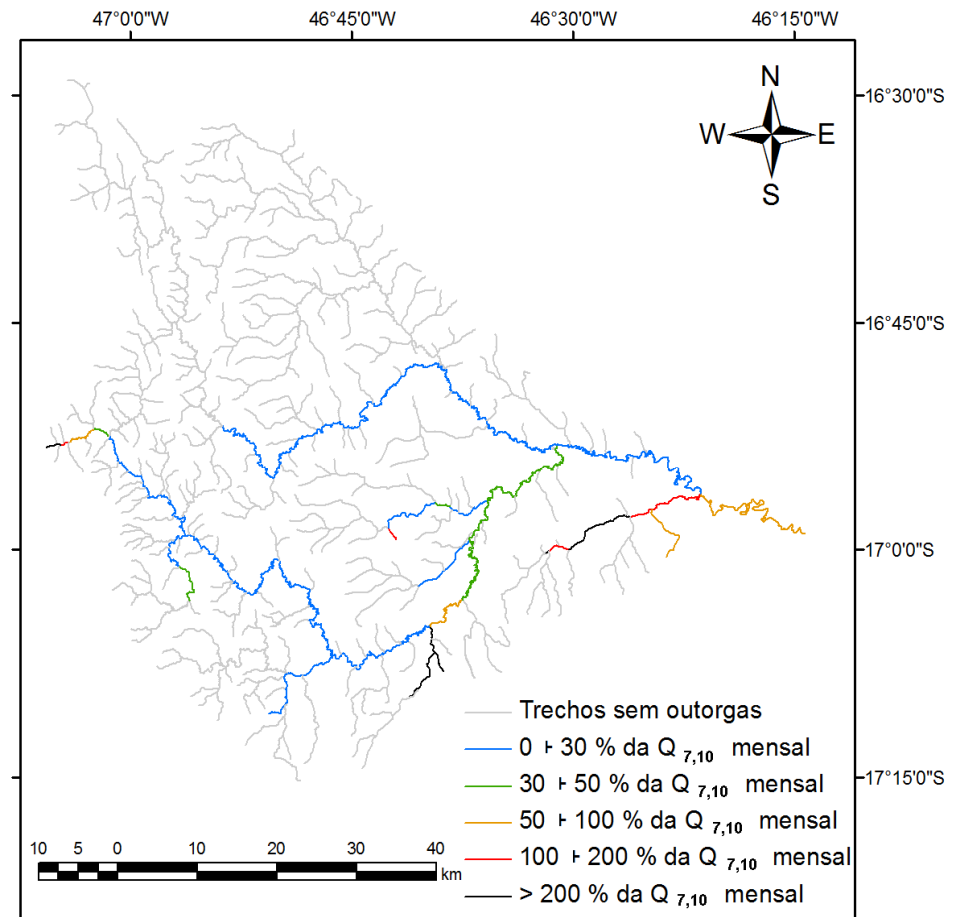 47°0'0"W 46°45'0"W 46°30'0"W 46°15'0"W
16°30'0"S
N
W E
S
16°45'0"S
17°0'0"S
Trechos sem outorgas
0 ⊦ 30 % da Q 7,10 mensal
30 ⊦ 50 % da Q 7,10 mensal
17°15'0"S
50 ⊦ 100 % da Q 7,10 mensal
100 ⊦ 200 % da Q 7,10 mensal
> 200 % da Q 7,10 mensal
10 5 0 10 20 30 40
km